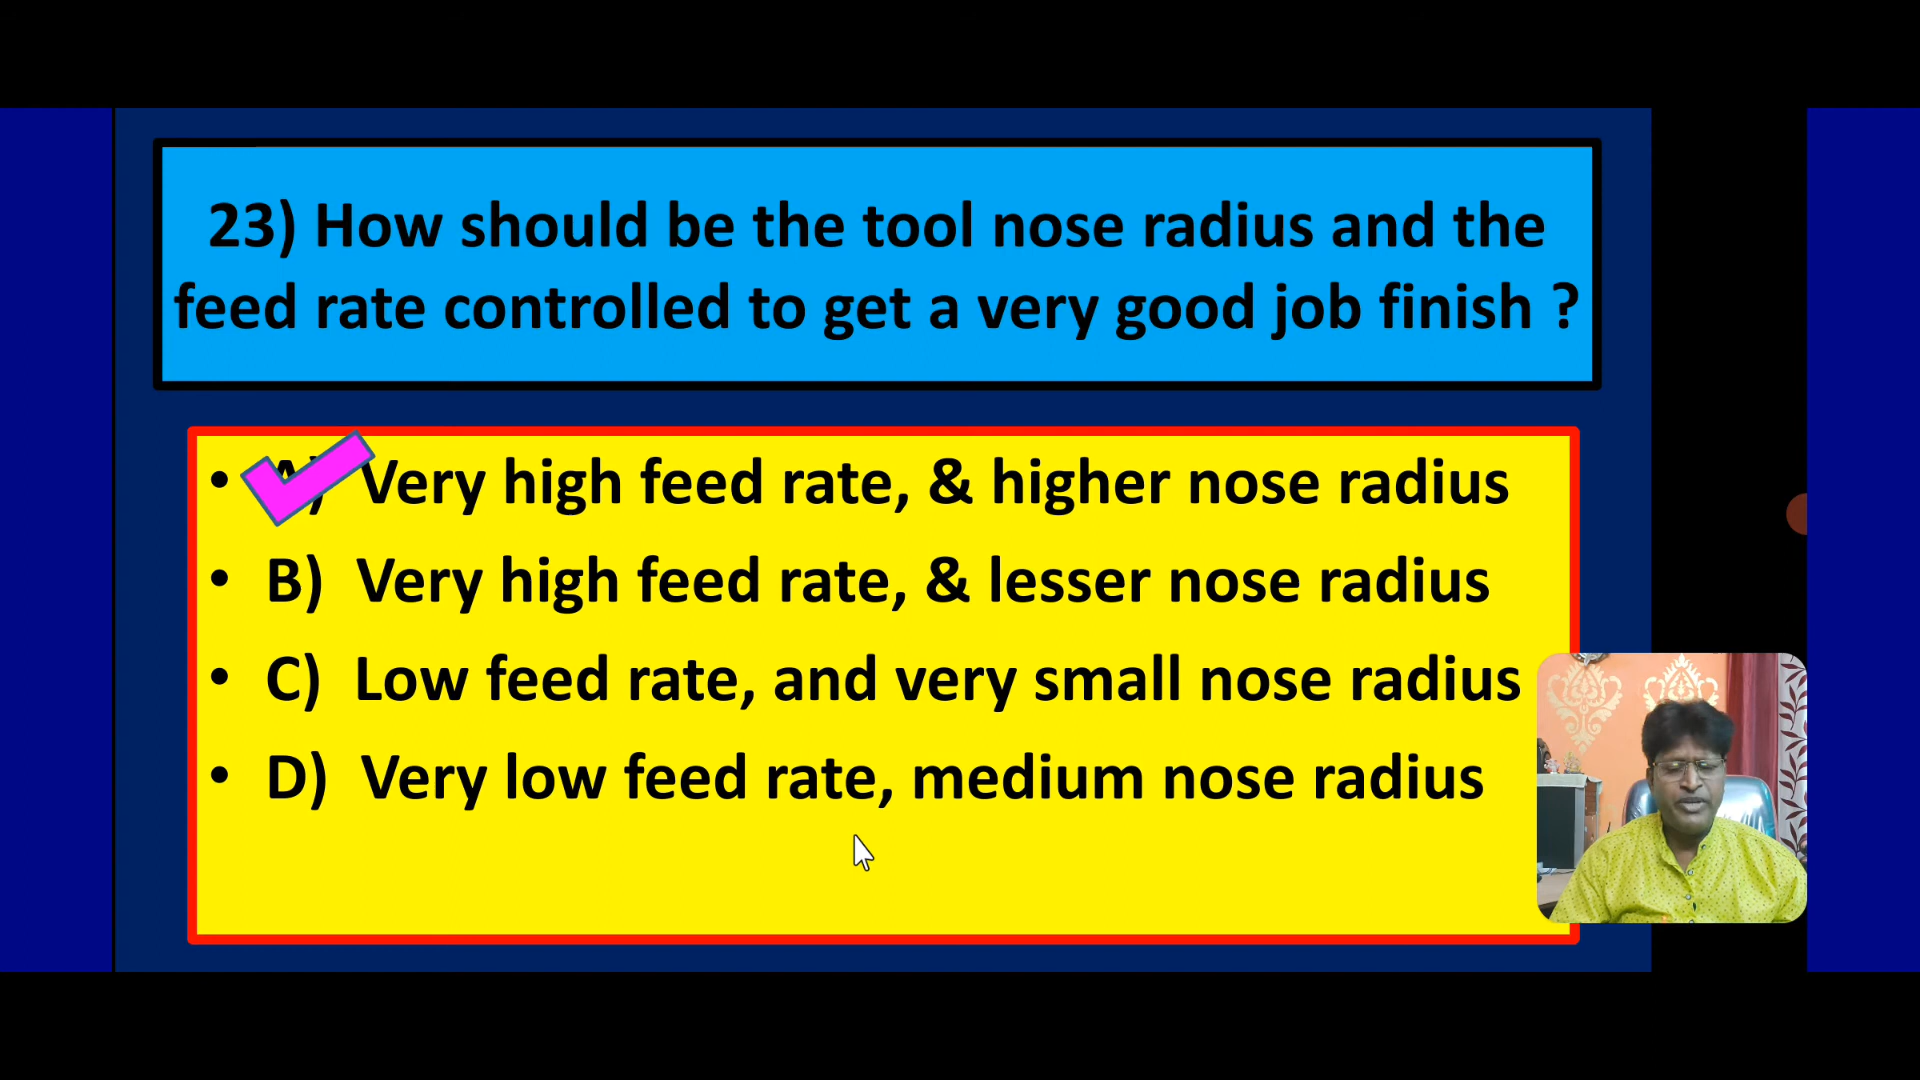 23) How should be the tool nose radius and the
feed rate controlled to get a very good job finish ?
• A) Very high feed rate, & higher nose radius
• B) Very high feed rate, & lesser nose radius
• C) Low feed rate, and very small nose radius
• D) Very low feed rate, medium nose radius